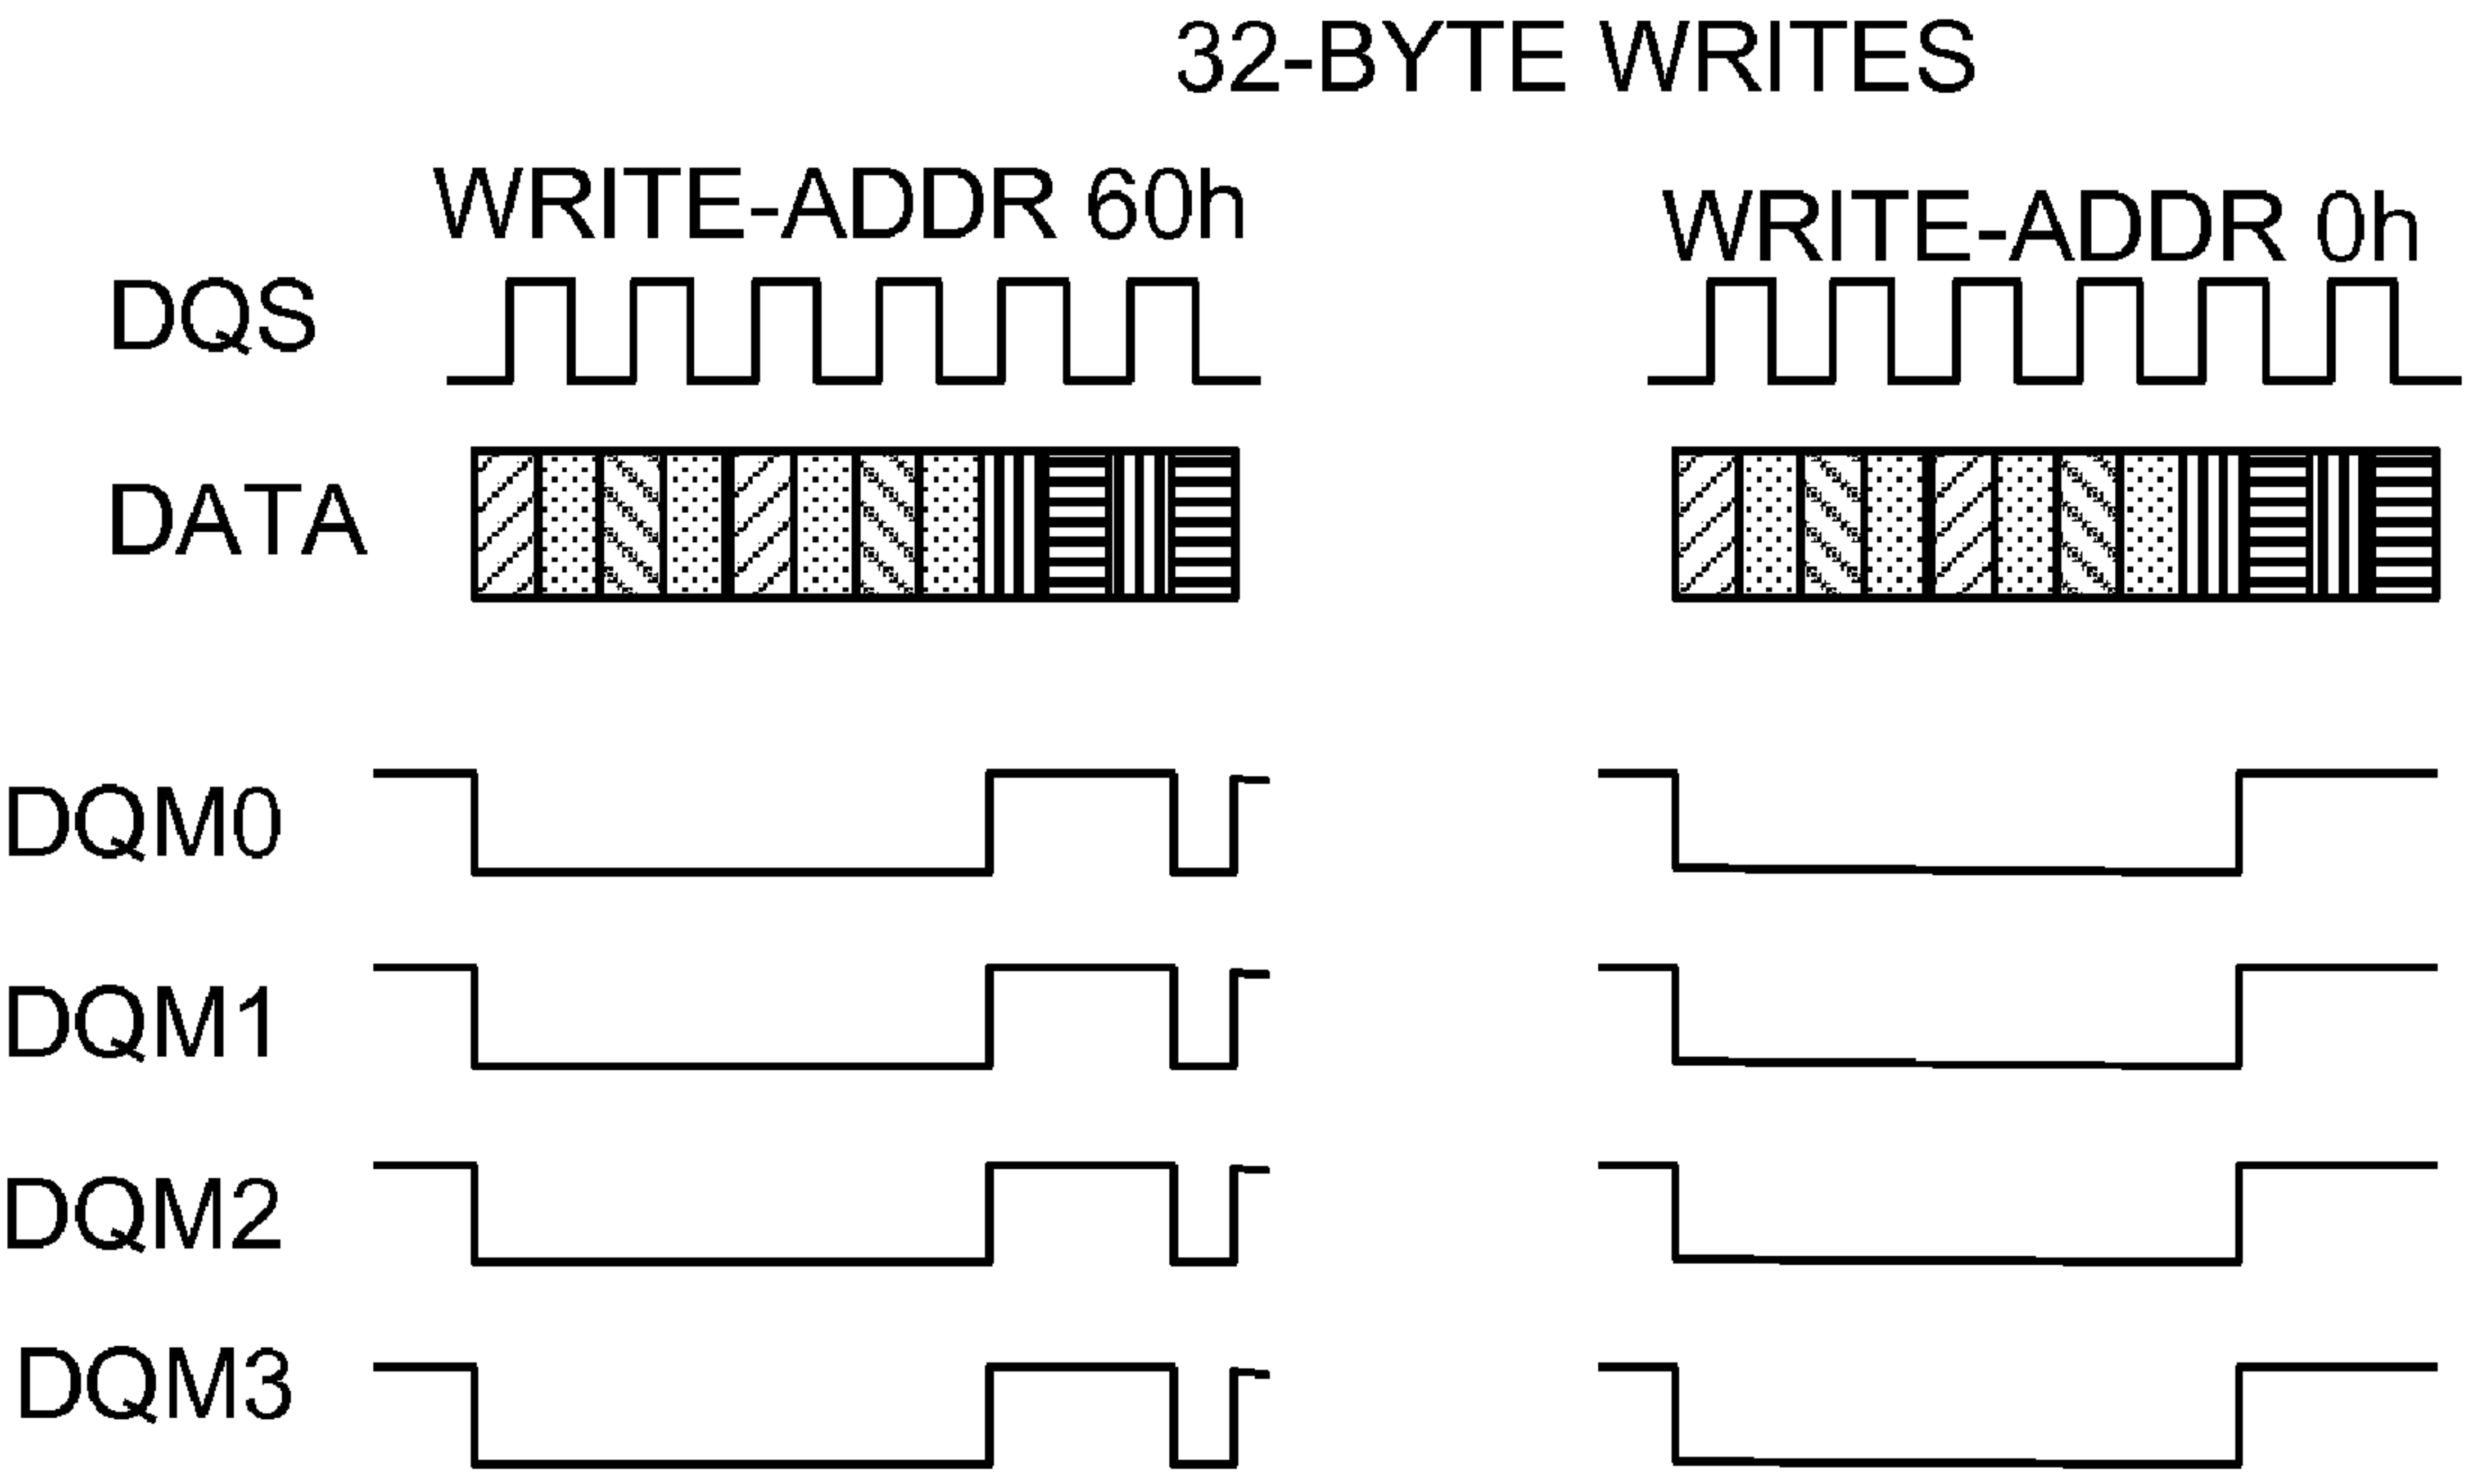 32-BYTE WRITES
WRITE-ADDR 60h
WRITE-ADDR 0h
DQS
DATA
DQM0
DQM1
DQM2
DQM3